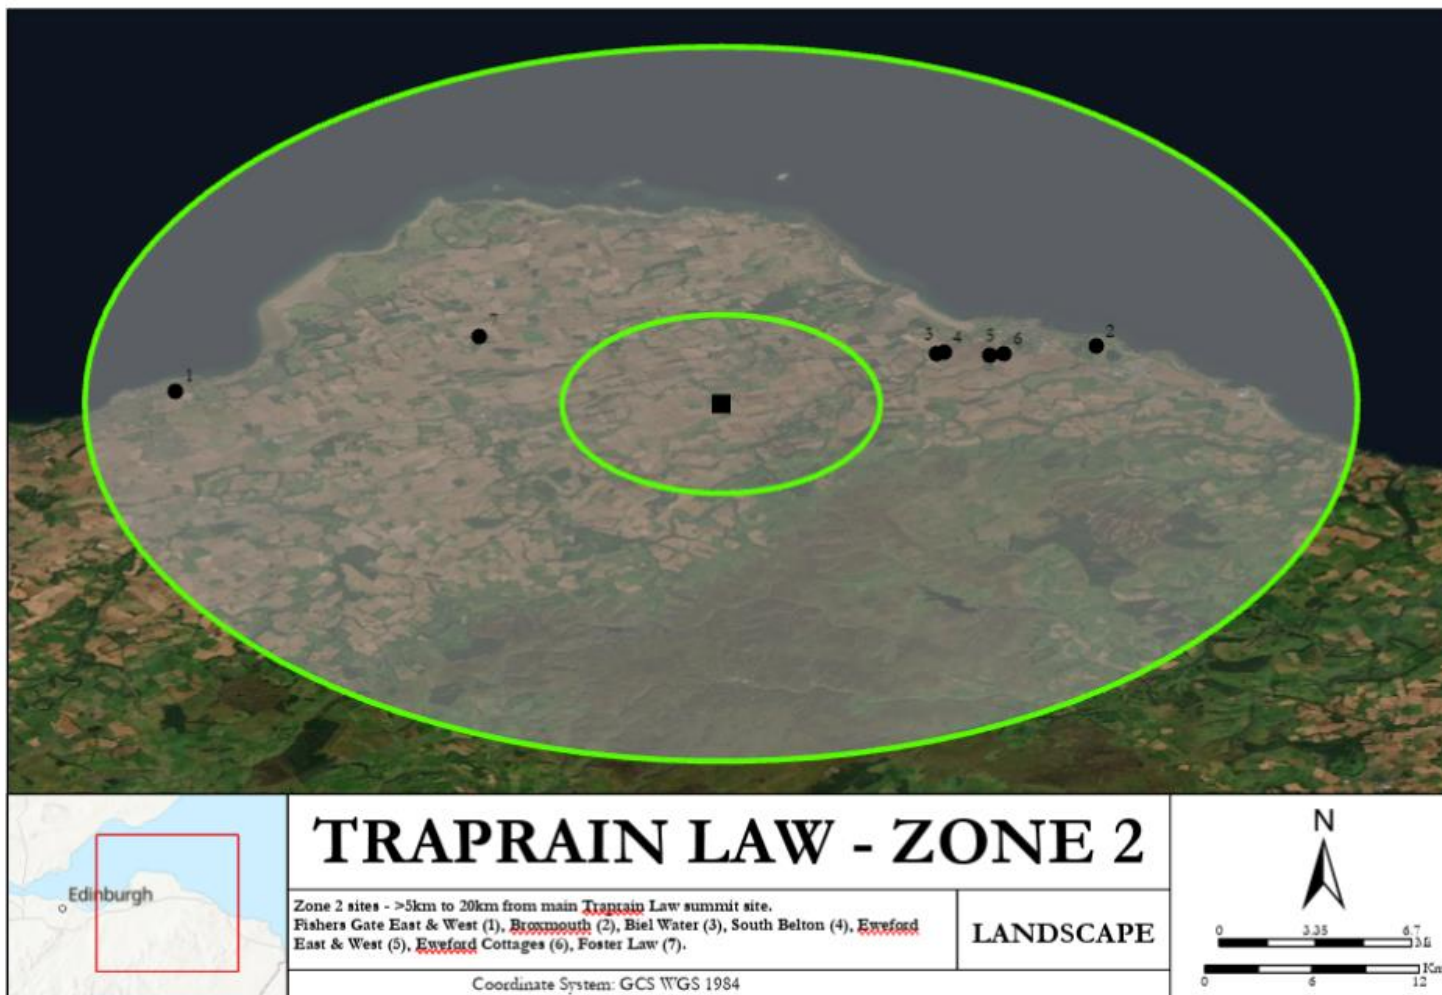 7
1
3
4
5
6
2
Edinburgh
TRAPRAIN LAW - ZONE 2
Zone 2 sites - >5km to 20km from main Traprain Law summit site.
Fishers Gate East & West (1), Broxmouth (2), Biel Water (3), South Belton (4), Eweford
East & West (5), Eweford Cottages (6), Foster Law (7).
LANDSCAPE
Coordinate System: GCS WGS 1984
N
0 3.35 6.7
Mi
Km
0 6 12